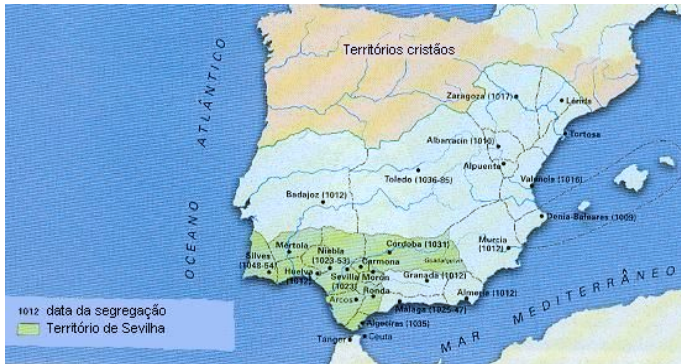 Territórios cristãos
OCEANO ATLÂNTICO
Zaragoza (1017)
Lérida
Tortosa
Albarracín (1010)
Alpuente
Toledo (1036-85)
Valencia (1016)
Badajoz (1012)
Denia-Baleares (1009)
Murcia
(1012)
Mértola
Niebla
(1023-53)
Córdoba (1031)
Silves
(1048-54)
Huelva
(1012)
Carmona
Sevilla
(1023)
Morón
Granada (1012)
Arcos
Ronda
Almería (1012)
Málaga (1025-47)
Algeciras (1035)
Tanger
Ceuta
MAR MEDITERRÂNEO
1012 data da segregação
Território de Sevilha